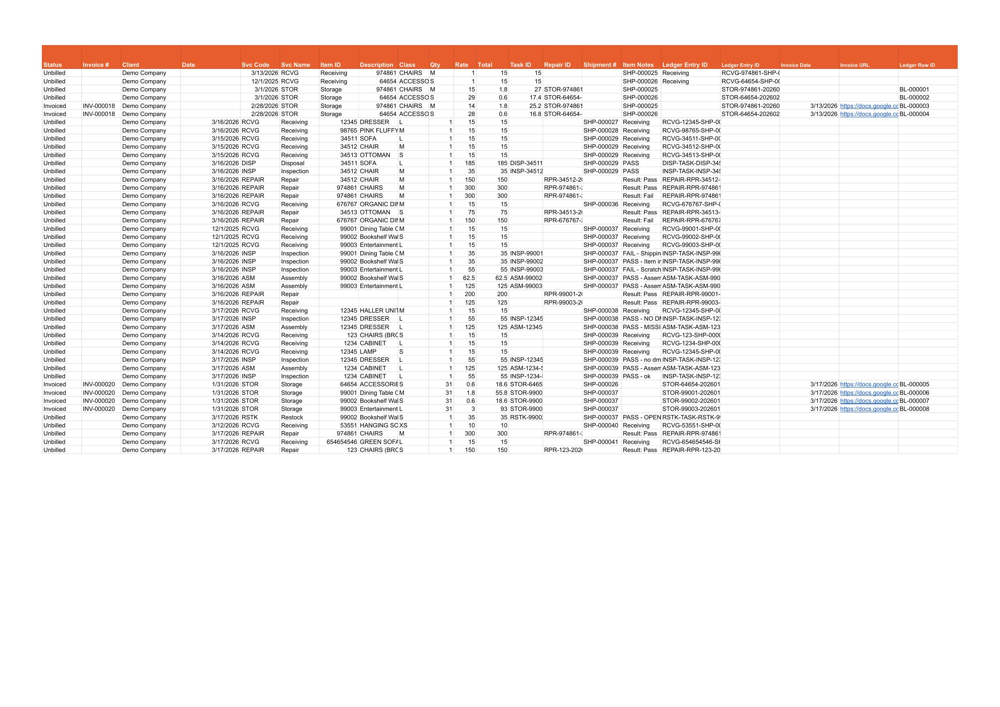 Status Invoice # Client Date Svc Code Svc Name Item ID Description Class Qty Rate Total Task ID Repair ID Shipment # Item Notes Ledger Entry ID Ledger Entry ID Invoice Date Invoice URL Ledger Row ID
Unbilled Demo Company 3/13/2026 RCVG Receiving 974861 CHAIRS M 1 15 15 SHP-000025 Receiving RCVG-974861-SHP-0
Unbilled Demo Company 12/1/2025 RCVG Receiving 64654 ACCESSO S 1 15 15 SHP-000026 Receiving RCVG-64654-SHP-00
Unbilled Demo Company 3/1/2026 STOR Storage 974861 CHAIRS M 15 1.8 27 STOR-974861 SHP-000025 STOR-974861-20260 BL-000001
Unbilled Demo Company 3/1/2026 STOR Storage 64654 ACCESSO S 29 0.6 17.4 STOR-64654- SHP-000026 STOR-64654-202602 BL-000002
Invoiced INV-000018 Demo Company 2/28/2026 STOR Storage 974861 CHAIRS M 14 1.8 25.2 STOR-974861 SHP-000025 STOR-974861-20260 3/13/2026 https://docs.google.co BL-000003
Invoiced INV-000018 Demo Company 2/28/2026 STOR Storage 64654 ACCESSO S 28 0.6 16.8 STOR-64654- SHP-000026 STOR-64654-202602 3/13/2026 https://docs.google.co BL-000004
Unbilled Demo Company 3/16/2026 RCVG Receiving 12345 DRESSER L 1 15 15 SHP-000027 Receiving RCVG-12345-SHP-00
Unbilled Demo Company 3/16/2026 RCVG Receiving 98765 PINK FLUFFY M 1 15 15 SHP-000028 Receiving RCVG-98765-SHP-00
Unbilled Demo Company 3/15/2026 RCVG Receiving 34511 SOFA L 1 15 15 SHP-000029 Receiving RCVG-34511-SHP-00
Unbilled Demo Company 3/15/2026 RCVG Receiving 34512 CHAIR M 1 15 15 SHP-000029 Receiving RCVG-34512-SHP-00
Unbilled Demo Company 3/15/2026 RCVG Receiving 34513 OTTOMAN S 1 15 15 SHP-000029 Receiving RCVG-34513-SHP-00
Unbilled Demo Company 3/16/2026 DISP Disposal 34511 SOFA L 1 185 185 DISP-34511 SHP-000029 PASS DISP-TASK-DISP-345
Unbilled Demo Company 3/16/2026 INSP Inspection 34512 CHAIR M 1 35 35 INSP-34512 SHP-000029 PASS INSP-TASK-INSP-345
Unbilled Demo Company 3/16/2026 REPAIR Repair 34512 CHAIR M 1 150 150 RPR-34512-20 Result: Pass REPAIR-RPR-34512-
Unbilled Demo Company 3/16/2026 REPAIR Repair 974861 CHAIRS M 1 300 300 RPR-974861-2 Result: Pass REPAIR-RPR-974861
Unbilled Demo Company 3/16/2026 REPAIR Repair 974861 CHAIRS M 1 300 300 RPR-974861-2 Result: Fail REPAIR-RPR-974861
Unbilled Demo Company 3/16/2026 RCVG Receiving 676767 ORGANIC DIN M 1 15 15 SHP-000036 Receiving RCVG-676767-SHP-0
Unbilled Demo Company 3/16/2026 REPAIR Repair 34513 OTTOMAN S 1 75 75 RPR-34513-20 Result: Pass REPAIR-RPR-34513-
Unbilled Demo Company 3/16/2026 REPAIR Repair 676767 ORGANIC DIN M 1 150 150 RPR-676767-2 Result: Fail REPAIR-RPR-676767
Unbilled Demo Company 12/1/2025 RCVG Receiving 99001 Dining Table C M 1 15 15 SHP-000037 Receiving RCVG-99001-SHP-00
Unbilled Demo Company 12/1/2025 RCVG Receiving 99002 Bookshelf Wal S 1 15 15 SHP-000037 Receiving RCVG-99002-SHP-00
Unbilled Demo Company 12/1/2025 RCVG Receiving 99003 Entertainment L 1 15 15 SHP-000037 Receiving RCVG-99003-SHP-00
Unbilled Demo Company 3/16/2026 INSP Inspection 99001 Dining Table C M 1 35 35 INSP-99001 SHP-000037 FAIL - Shippin INSP-TASK-INSP-990
Unbilled Demo Company 3/16/2026 INSP Inspection 99002 Bookshelf Wal S 1 35 35 INSP-99002 SHP-000037 PASS - Item in INSP-TASK-INSP-990
Unbilled Demo Company 3/16/2026 INSP Inspection 99003 Entertainment L 1 55 55 INSP-99003 SHP-000037 FAIL - Scratch INSP-TASK-INSP-990
Unbilled Demo Company 3/16/2026 ASM Assembly 99002 Bookshelf Wal S 1 62.5 62.5 ASM-99002 SHP-000037 PASS - Assem ASM-TASK-ASM-990
Unbilled Demo Company 3/16/2026 ASM Assembly 99003 Entertainment L 1 125 125 ASM-99003 SHP-000037 PASS - Assem ASM-TASK-ASM-990
Unbilled Demo Company 3/16/2026 REPAIR Repair 1 200 200 RPR-99001-20 Result: Pass REPAIR-RPR-99001-
Unbilled Demo Company 3/16/2026 REPAIR Repair 1 125 125 RPR-99003-20 Result: Pass REPAIR-RPR-99003-
Unbilled Demo Company 3/17/2026 RCVG Receiving 12345 HALLER UNIT M 1 15 15 SHP-000038 Receiving RCVG-12345-SHP-00
Unbilled Demo Company 3/17/2026 INSP Inspection 12345 DRESSER L 1 55 55 INSP-12345 SHP-000038 PASS - NO DM INSP-TASK-INSP-123
Unbilled Demo Company 3/17/2026 ASM Assembly 12345 DRESSER L 1 125 125 ASM-12345- SHP-000038 PASS - MISSI ASM-TASK-ASM-123
Unbilled Demo Company 3/14/2026 RCVG Receiving 123 CHAIRS (BRO S 1 15 15 SHP-000039 Receiving RCVG-123-SHP-0000
Unbilled Demo Company 3/14/2026 RCVG Receiving 1234 CABINET L 1 15 15 SHP-000039 Receiving RCVG-1234-SHP-000
Unbilled Demo Company 3/14/2026 RCVG Receiving 12345 LAMP S 1 15 15 SHP-000039 Receiving RCVG-12345-SHP-00
Unbilled Demo Company 3/17/2026 INSP Inspection 12345 DRESSER L 1 55 55 INSP-12345 SHP-000039 PASS - no dm INSP-TASK-INSP-123
Unbilled Demo Company 3/17/2026 ASM Assembly 1234 CABINET L 1 125 125 ASM-1234-S SHP-000039 PASS - Assem ASM-TASK-ASM-123
Unbilled Demo Company 3/17/2026 INSP Inspection 1234 CABINET L 1 55 55 INSP-1234- SHP-000039 PASS - ok INSP-TASK-INSP-123
Invoiced INV-000020 Demo Company 1/31/2026 STOR Storage 64654 ACCESSORIE S 31 0.6 18.6 STOR-6465 SHP-000026 STOR-64654-202601 3/17/2026 https://docs.google.co BL-000005
Invoiced INV-000020 Demo Company 1/31/2026 STOR Storage 99001 Dining Table C M 31 1.8 55.8 STOR-9900 SHP-000037 STOR-99001-202601 3/17/2026 https://docs.google.co BL-000006
Invoiced INV-000020 Demo Company 1/31/2026 STOR Storage 99002 Bookshelf Wal S 31 0.6 18.6 STOR-9900 SHP-000037 STOR-99002-202601 3/17/2026 https://docs.google.co BL-000007
Invoiced INV-000020 Demo Company 1/31/2026 STOR Storage 99003 Entertainment L 31 3 93 STOR-9900 SHP-000037 STOR-99003-202601 3/17/2026 https://docs.google.co BL-000008
Unbilled Demo Company 3/17/2026 RSTK Restock 99002 Bookshelf Wal S 1 35 35 RSTK-99002 SHP-000037 PASS - OPEN RSTK-TASK-RSTK-99
Unbilled Demo Company 3/12/2026 RCVG Receiving 53551 HANGING SC XS 1 10 10 SHP-000040 Receiving RCVG-53551-SHP-00
Unbilled Demo Company 3/17/2026 REPAIR Repair 974861 CHAIRS M 1 300 300 RPR-974861-2 Result: Pass REPAIR-RPR-974861
Unbilled Demo Company 3/17/2026 RCVG Receiving 654654546 GREEN SOFA L 1 15 15 SHP-000041 Receiving RCVG-654654546-SH
Unbilled Demo Company 3/17/2026 REPAIR Repair 123 CHAIRS (BRO S 1 150 150 RPR-123-2026 Result: Pass REPAIR-RPR-123-20